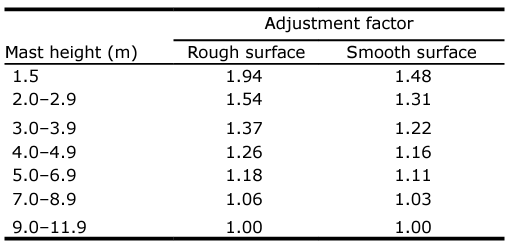 Adjustment factor
Mast height (m) Rough surface Smooth surface
1.5 1.94 1.48
2.0–2.9 1.54 1.31
3.0–3.9 1.37 1.22
4.0–4.9 1.26 1.16
5.0–6.9 1.18 1.11
7.0–8.9 1.06 1.03
9.0–11.9 1.00 1.00